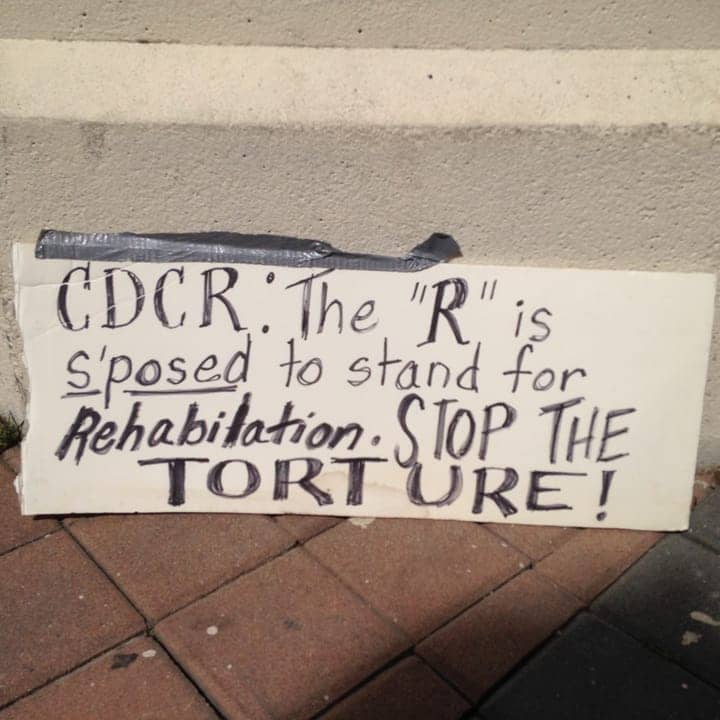 CDCR: The "R" is
s'posed to stand for
Rehabilitation. STOP THE
TORTURE!